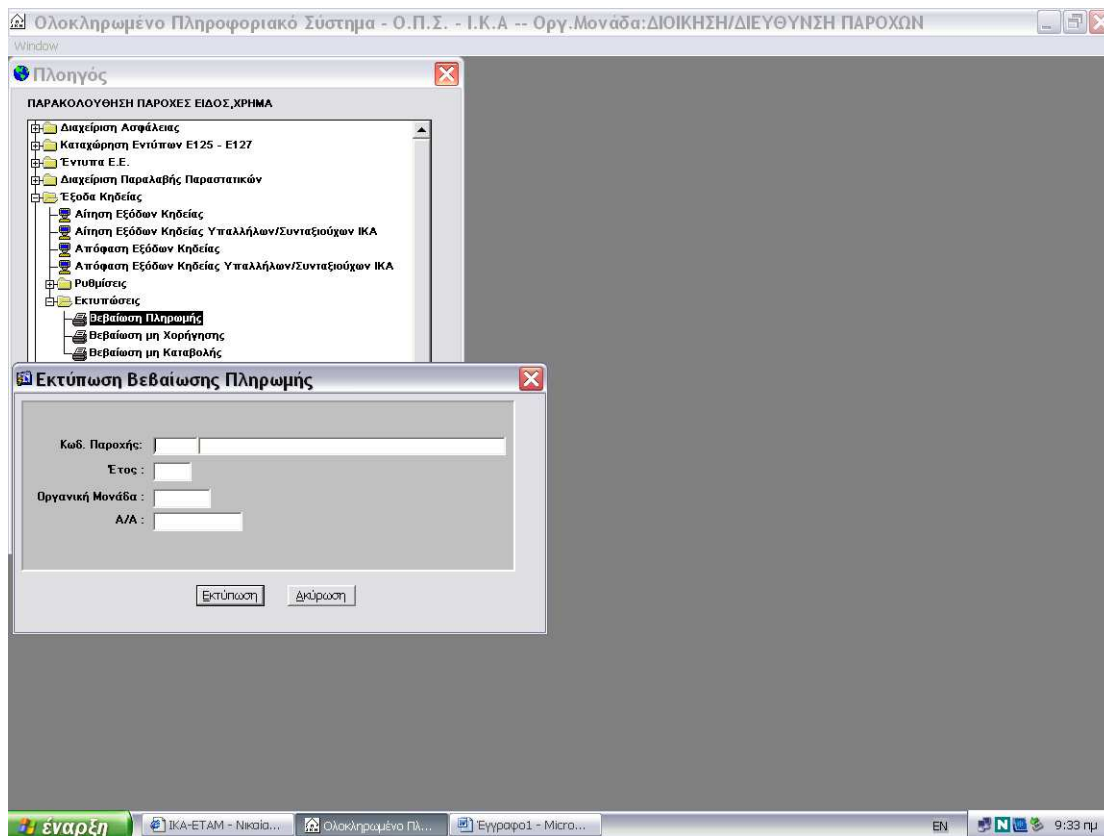 Ολοκληρωμένο Πληροφοριακό Σύστημα - Ο.Π.Σ. - Ι.Κ.Α -- Οργ.Μονάδα:ΔΙΟΙΚΗΣΗ/ΔΙΕΥΘΥΝΣΗ ΠΑΡΟΧΩΝ
Window
Πλοηγός
ΠΑΡΑΚΟΛΟΥΘΗΣΗ ΠΑΡΟΧΕΣ ΕΙΔΟΣ,ΧΡΗΜΑ
Διαχείριση Ασφάλειας
Καταχώρηση Εντύπων Ε125 - Ε127
Έντυπα Ε.Ε.
Διαχείριση Παραλαβής Παραστατικών
Έξοδα Κηδείας
Αίτηση Εξόδων Κηδείας
Αίτηση Εξόδων Κηδείας Υπαλλήλων/Συνταξιούχων ΙΚΑ
Απόφαση Εξόδων Κηδείας
Απόφαση Εξόδων Κηδείας Υπαλλήλων/Συνταξιούχων ΙΚΑ
Ρυθμίσεις
Εκτυπώσεις
Βεβαίωση Πληρωμής
Βεβαίωση μη Χορήγησης
Βεβαίωση μη Καταβολής
Εκτύπωση Βεβαίωσης Πληρωμής
Κωδ. Παροχής:
Έτος :
Οργανική Μονάδα :
Α/Α :
Εκτύπωση Ακύρωση
έναρξη ΙΚΑ-ΕΤΑΜ - Νικαία... Ολοκληρωμένο Πλ... Έγγραφο1 - Micro... EN N 9:33 πμ